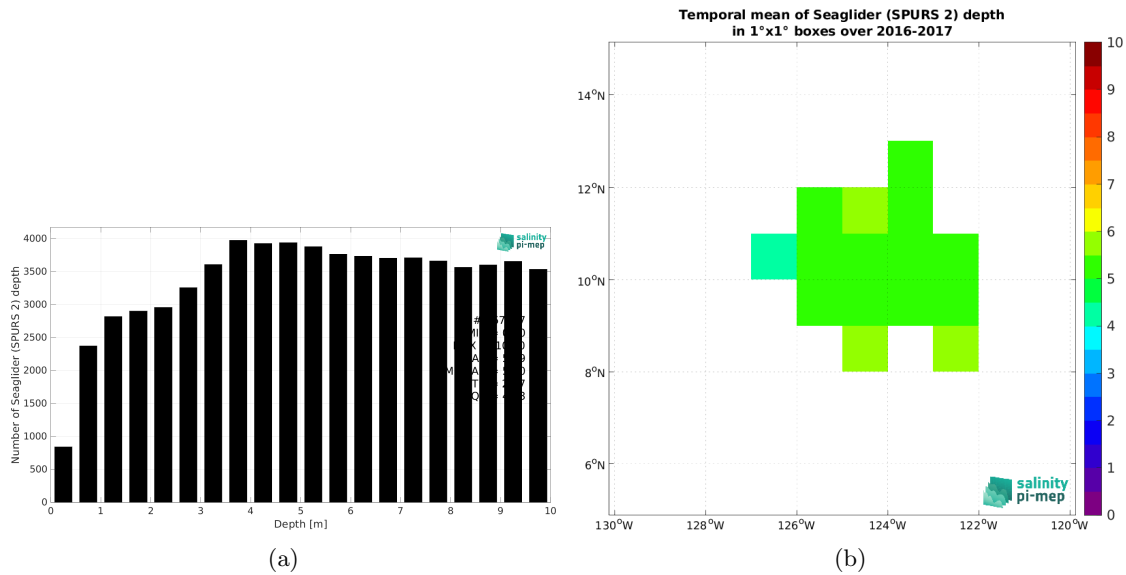 Number of Seaglider (SPURS 2) depth
4000
3500
3000
2500
2000
1500
1000
500
0
0 1 2 3 4 5 6 7 8 9 10
Depth [m]
salinity
pi-mep
(a)
Temporal mean of Seaglider (SPURS 2) depth
in 1°x1° boxes over 2016-2017
14°N
12°N
10°N
8°N
6°N
130°W 128°W 126°W 124°W 122°W 120°W
10
9
8
7
6
5
4
3
2
1
0
salinity
pi-mep
(b)